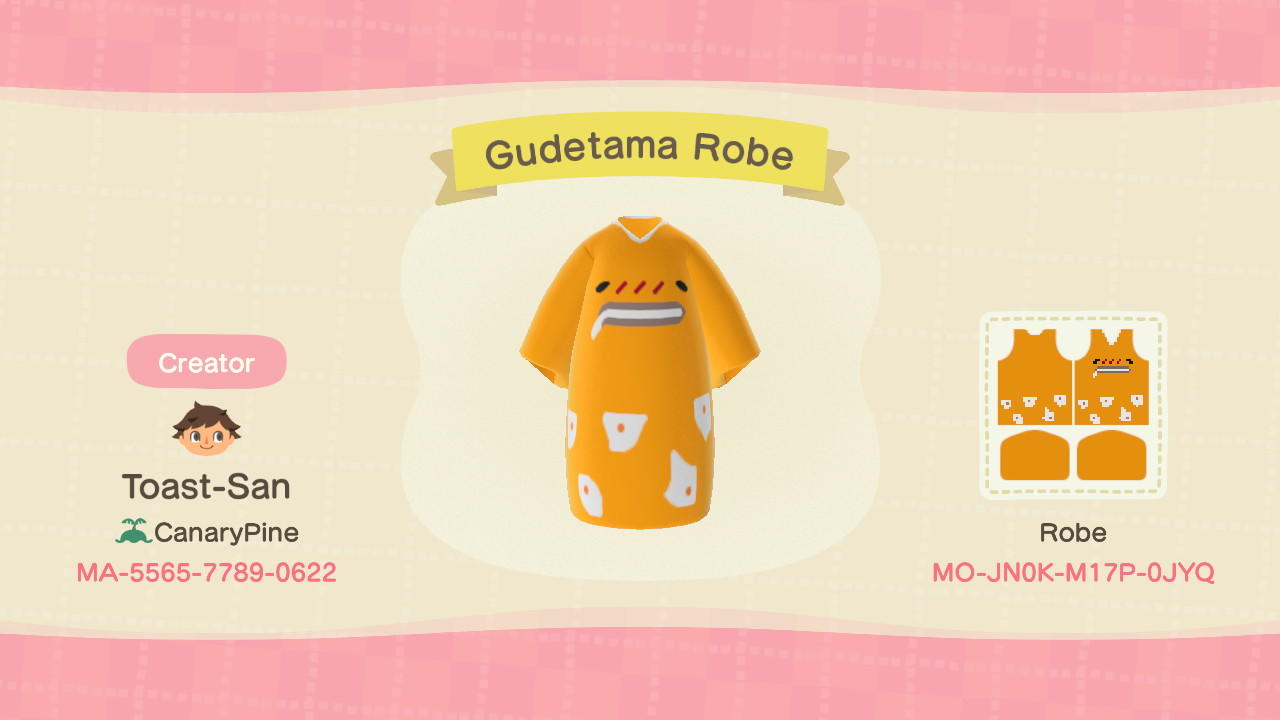 Gudetama Robe
Creator
Toast-San
CanaryPine
MA-5565-7789-0622
Robe
MO-JN0K-M17P-0JYQ